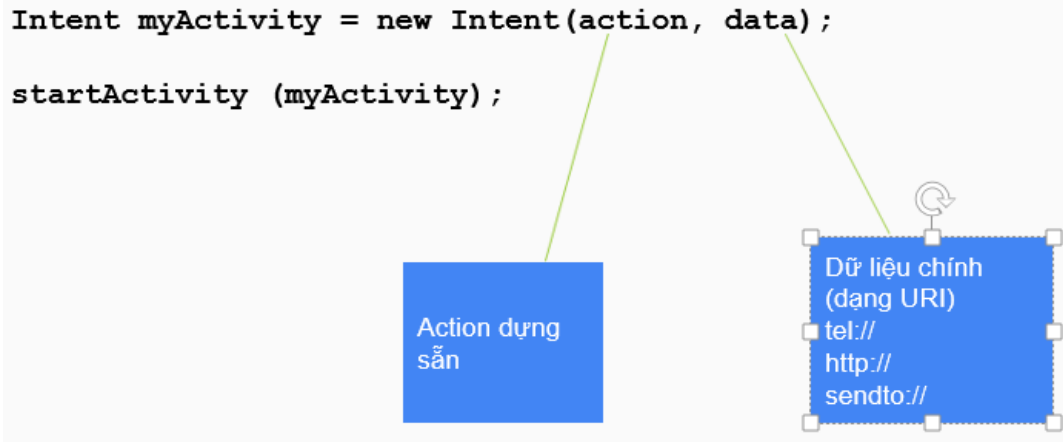 Intent myActivity = new Intent(action, data);
startActivity (myActivity);
Action dựng
sẵn
Dữ liệu chính
(dạng URI)
tel://
http://
sendto://